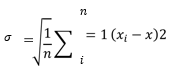 σ = √1/n ∑ n i = 1 (xᵢ − x)2